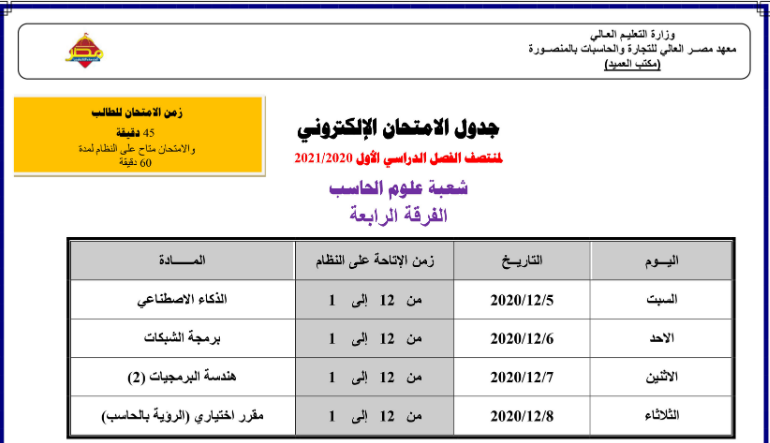 وزارة التعليم العالي
معهد مصر العالي للتجارة والحاسبات بالمنصورة
(مكتب العميد)
مصر
زمن الامتحان للطالب
45 دقيقة
والامتحان متاح على النظام لمدة
60 دقيقة
جدول الامتحان الإلكتروني
لمنتصف الفصل الدراسي الأول 2021/2020
شعبة علوم الحاسب
الفرقة الرابعة
اليـــوم التاريـــخ زمن الإتاحة على النظام المـــــادة
السبت 2020/12/5 من 12 إلى 1 الذكاء الاصطناعي
الاحد 2020/12/6 من 12 إلى 1 برمجة الشبكات
الاثنين 2020/12/7 من 12 إلى 1 هندسة البرمجيات (2)
الثلاثاء 2020/12/8 من 12 إلى 1 مقرر اختياري (الرؤية بالحاسب)